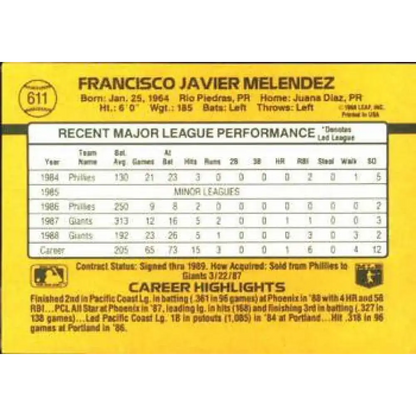 611
FRANCISCO JAVIER MELENDEZ
Born: Jan. 25, 1964 Rio Piedras, PR Home: Juana Diaz, PR
Ht.: 6'0" Wgt.: 185 Bats: Left Throws: Left
© 1988 LEAF, INC.
Printed in USA
RECENT MAJOR LEAGUE PERFORMANCE *Denotes Led League
Year Team Name Bat. Avg Games At Bat Hits Runs 2B 3B HR RBI Steal Walk SO
1984 Phillies 130 21 23 3 0 0 0 0 2 0 1 5
1985 MINOR LEAGUES
1986 Phillies 250 9 8 2 0 0 0 0 0 0 0 2
1987 Giants 313 12 16 5 2 0 0 1 1 0 0 3
1988 Giants 192 23 26 5 1 0 0 0 3 0 3 2
Career 205 65 73 15 3 0 0 1 6 0 4 12
Contract Status: Signed thru 1989. How Acquired: Sold from Phillies to
Giants 3/22/87
CAREER HIGHLIGHTS
Finished 2nd in Pacific Coast Lg. in batting (.361 in 96 games) at Phoenix in '88 with 4 HR and 58
RBI... PCL All Star at Phoenix in '87, leading lg in hits (168) and finishing 3rd in batting (.327 in
138 games)... Led Pacific Coast Lg. 1B in putouts (1,085) in '84 at Portland... Hit .318 in 96
games at Portland in '86.